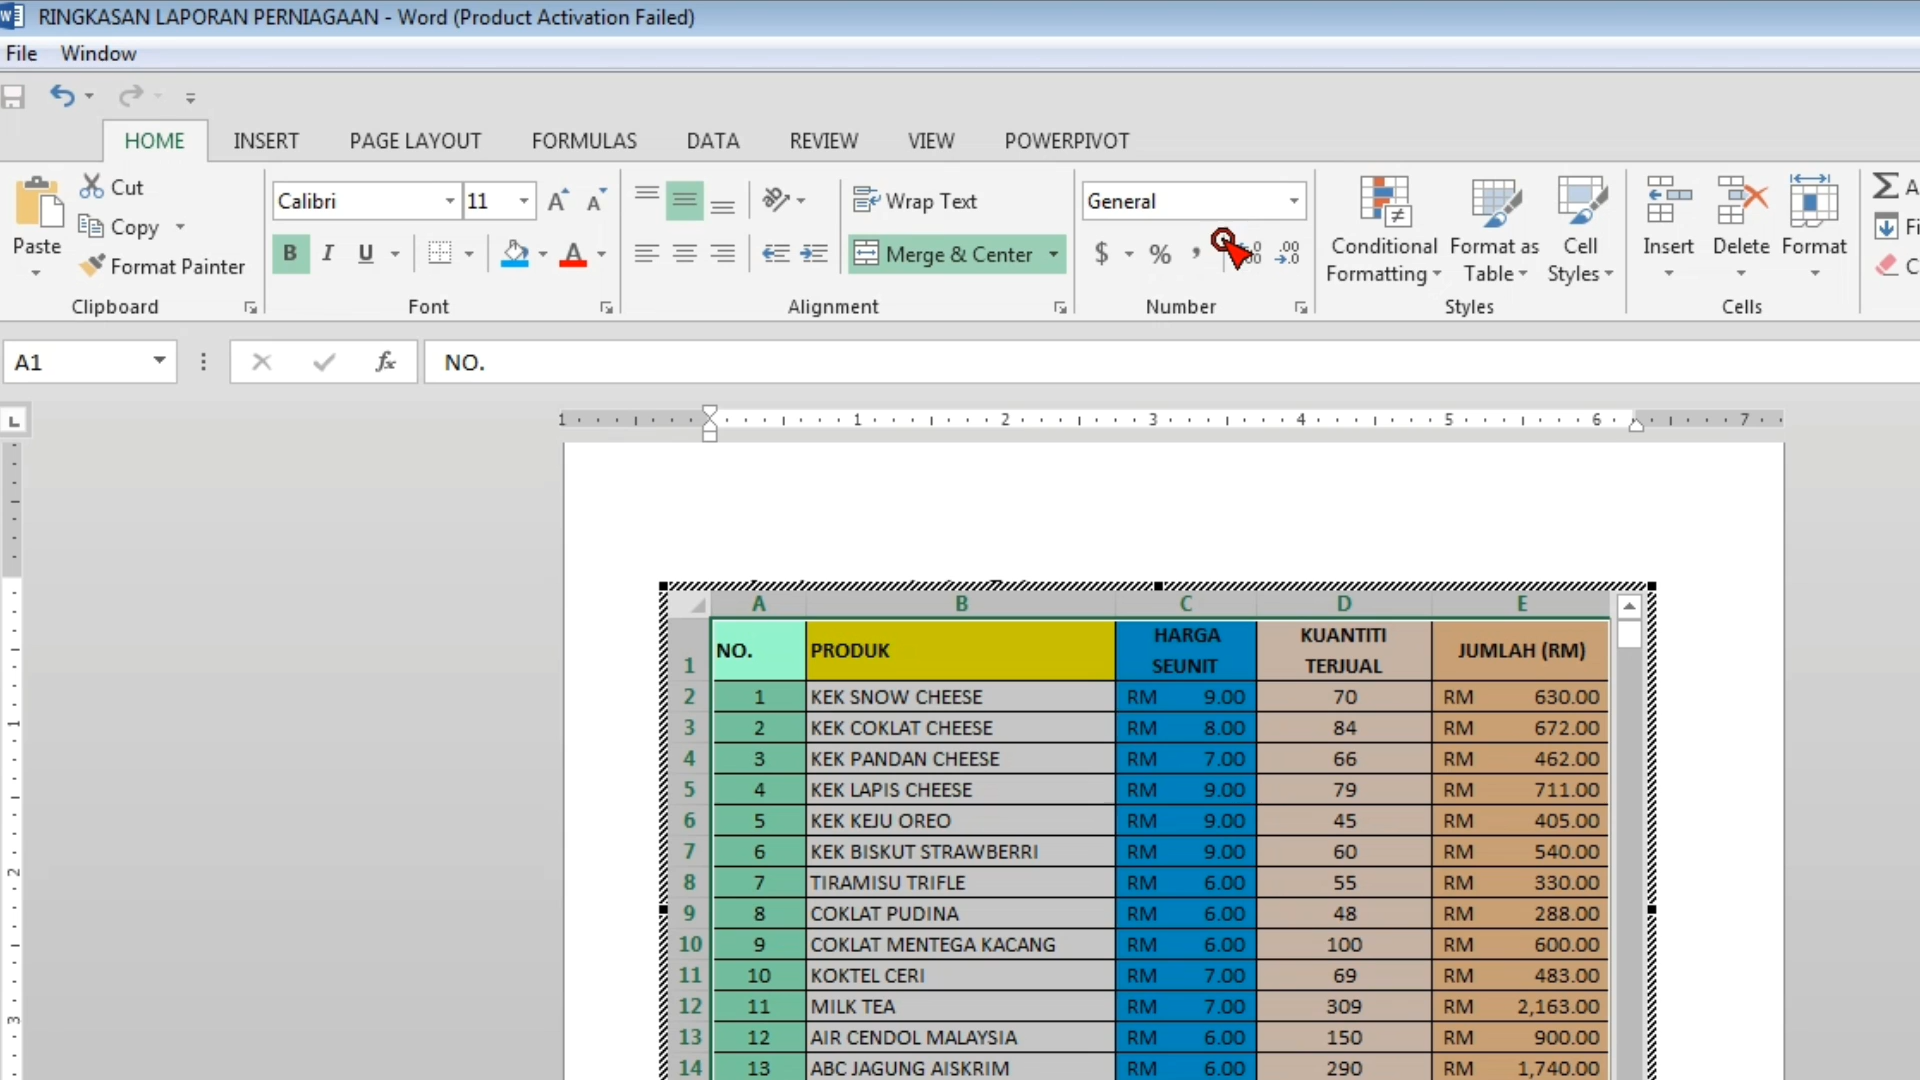 RINGKASAN LAPORAN PERNIAGAAN - Word (Product Activation Failed)
File Window
HOME INSERT PAGE LAYOUT FORMULAS DATA REVIEW VIEW POWERPIVOT
Paste
Cut
Copy
Format Painter
Clipboard
Calibri 11
B I U
Font
Wrap Text
Merge & Center
Alignment
General
$ % ,
Number
Conditional Formatting
Format as Table
Cell Styles
Styles
Insert
Delete
Format
Cells
A1 fx NO.
1 1 2 3 4 5 6 7
A B C D E
1 NO. PRODUK HARGA SEUNIT KUANTITI TERJUAL JUMLAH (RM)
2 1 KEK SNOW CHEESE RM 9.00 70 RM 630.00
3 2 KEK COKLAT CHEESE RM 8.00 84 RM 672.00
4 3 KEK PANDAN CHEESE RM 7.00 66 RM 462.00
5 4 KEK LAPIS CHEESE RM 9.00 79 RM 711.00
6 5 KEK KEJU OREO RM 9.00 45 RM 405.00
7 6 KEK BISKUT STRAWBERRI RM 9.00 60 RM 540.00
8 7 TIRAMISU TRIFLE RM 6.00 55 RM 330.00
9 8 COKLAT PUDINA RM 6.00 48 RM 288.00
10 9 COKLAT MENTEGA KACANG RM 6.00 100 RM 600.00
11 10 KOKTEL CERI RM 7.00 69 RM 483.00
12 11 MILK TEA RM 7.00 309 RM 2,163.00
13 12 AIR CENDOL MALAYSIA RM 6.00 150 RM 900.00
14 13 ABC JAGUNG AISKRIM RM 6.00 290 RM 1,740.00